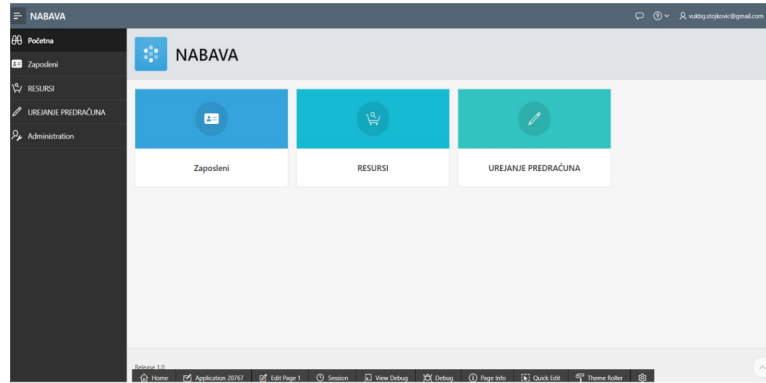 NABAVA
vukbg.stojkovic@gmail.com
Početna
Zaposleni
RESURSI
UREJANJE PREDRAČUNA
Administration
NABAVA
Zaposleni
RESURSI
UREJANJE PREDRAČUNA
Release 1.0
Home Application 20767 Edit Page 1 Session View Debug Debug Page Info Quick Edit Theme Roller